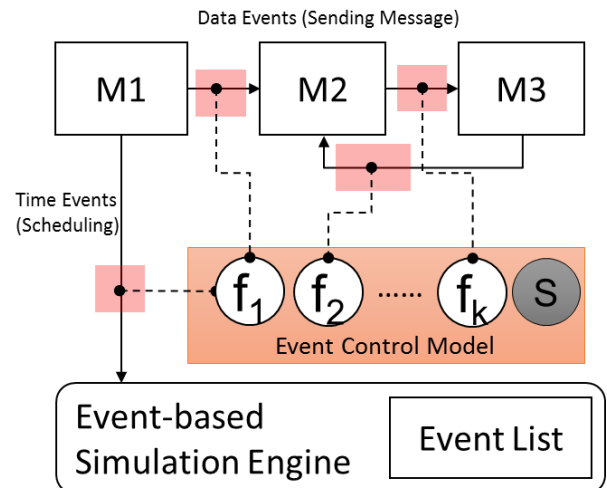 Data Events (Sending Message)
M1
M2
M3
Time Events
(Scheduling)
f1
f2
......
fk
S
Event Control Model
Event-based
Simulation Engine
Event List